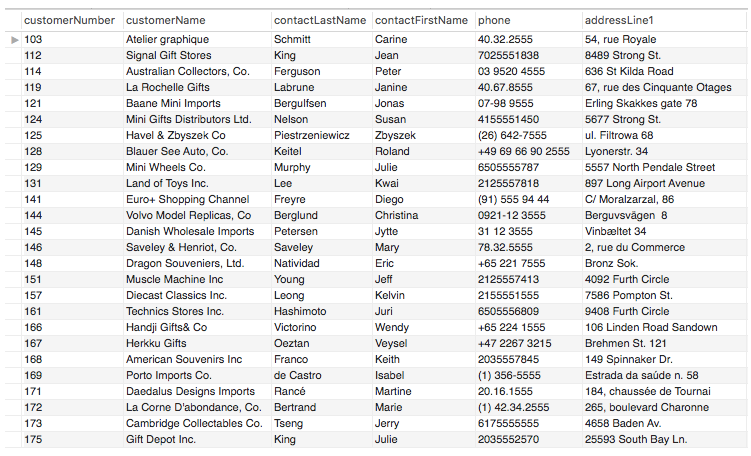 customerNumber customerName contactLastName contactFirstName phone addressLine1
103 Atelier graphique Schmitt Carine 40.32.2555 54, rue Royale
112 Signal Gift Stores King Jean 7025551838 8489 Strong St.
114 Australian Collectors, Co. Ferguson Peter 03 9520 4555 636 St Kilda Road
119 La Rochelle Gifts Labrune Janine 40.67.8555 67, rue des Cinquante Otages
121 Baane Mini Imports Bergulfsen Jonas 07-98 9555 Erling Skakkes gate 78
124 Mini Gifts Distributors Ltd. Nelson Susan 4155551450 5677 Strong St.
125 Havel & Zbyszek Co Piestrzeniewicz Zbyszek (26) 642-7555 ul. Filtrowa 68
128 Blauer See Auto, Co. Keitel Roland +49 69 66 90 2555 Lyonerstr. 34
129 Mini Wheels Co. Murphy Julie 6505555787 5557 North Pendale Street
131 Land of Toys Inc. Lee Kwai 2125557818 897 Long Airport Avenue
141 Euro+ Shopping Channel Freyre Diego (91) 555 94 44 C/ Moralzarzal, 86
144 Volvo Model Replicas, Co Berglund Christina 0921-12 3555 Berguvsvägen  8
145 Danish Wholesale Imports Petersen Jytte 31 12 3555 Vinbæltet 34
146 Saveley & Henriot, Co. Saveley Mary 78.32.5555 2, rue du Commerce
148 Dragon Souveniers, Ltd. Natividad Eric +65 221 7555 Bronz Sok.
151 Muscle Machine Inc Young Jeff 2125557413 4092 Furth Circle
157 Diecast Classics Inc. Leong Kelvin 2155551555 7586 Pompton St.
161 Technics Stores Inc. Hashimoto Juri 6505556809 9408 Furth Circle
166 Handji Gifts& Co Victorino Wendy +65 224 1555 106 Linden Road Sandown
167 Herkku Gifts Oeztan Veysel +47 2267 3215 Brehmen St. 121
168 American Souvenirs Inc Franco Keith 2035557845 149 Spinnaker Dr.
169 Porto Imports Co. de Castro Isabel (1) 356-5555 Estrada da saúde n. 58
171 Daedalus Designs Imports Rancé Martine 20.16.1555 184, chaussée de Tournai
172 La Corne D'abondance, Co. Bertrand Marie (1) 42.34.2555 265, boulevard Charonne
173 Cambridge Collectables Co. Tseng Jerry 6175555555 4658 Baden Av.
175 Gift Depot Inc. King Julie 2035552570 25593 South Bay Ln.